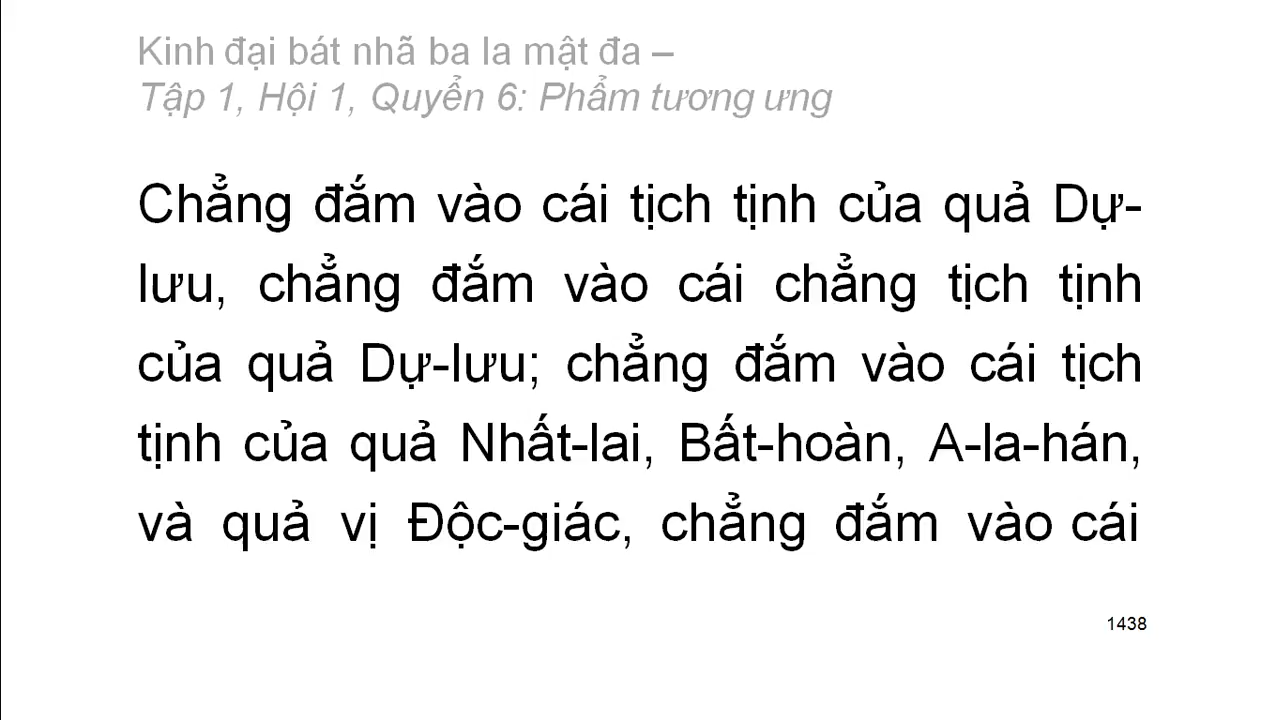 Kinh đại bát nhã ba la mật đa –
Tập 1, Hội 1, Quyển 6: Phẩm tương ưng
Chẳng đắm vào cái tịch tịnh của quả Dự-
lưu, chẳng đắm vào cái chẳng tịch tịnh
của quả Dự-lưu; chẳng đắm vào cái tịch
tịnh của quả Nhất-lai, Bất-hoàn, A-la-hán,
và quả vị Độc-giác, chẳng đắm vào cái
1438